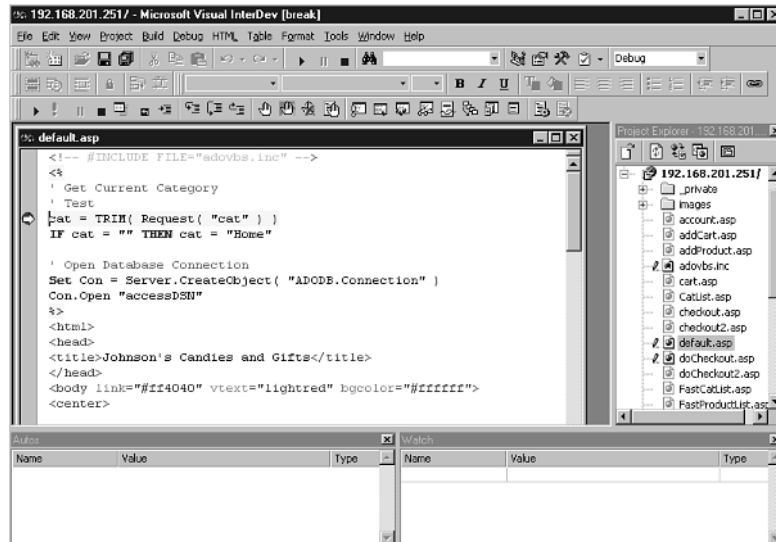 192.168.201.251/ - Microsoft Visual InterDev [break]
File Edit View Project Build Debug HTML Table Format Tools Window Help
Debug
B I U
default.asp
<!-- #INCLUDE FILE="adovbs.inc" -->
<%
' Get Current Category
' Test
cat = TRIM( Request( "cat" ) )
IF cat = "" THEN cat = "Home"
' Open Database Connection
Set Con = Server.CreateObject( "ADODB.Connection" )
Con.Open "accessDSN"
%>
<html>
<head>
<title>Johnson's Candies and Gifts</title>
</head>
<body link="#ff4040" vtext="lightred" bgcolor="#ffffff">
<center>
Project Explorer - 192.168.201....
192.168.201.251/
_private
images
account.asp
addCart.asp
addProduct.asp
adovbs.inc
cart.asp
CatList.asp
checkout.asp
checkout2.asp
default.asp
doCheckout.asp
doCheckout2.asp
FastCatList.asp
FastProductList.asp
Autos
Name Value Type
Watch
Name Value Type